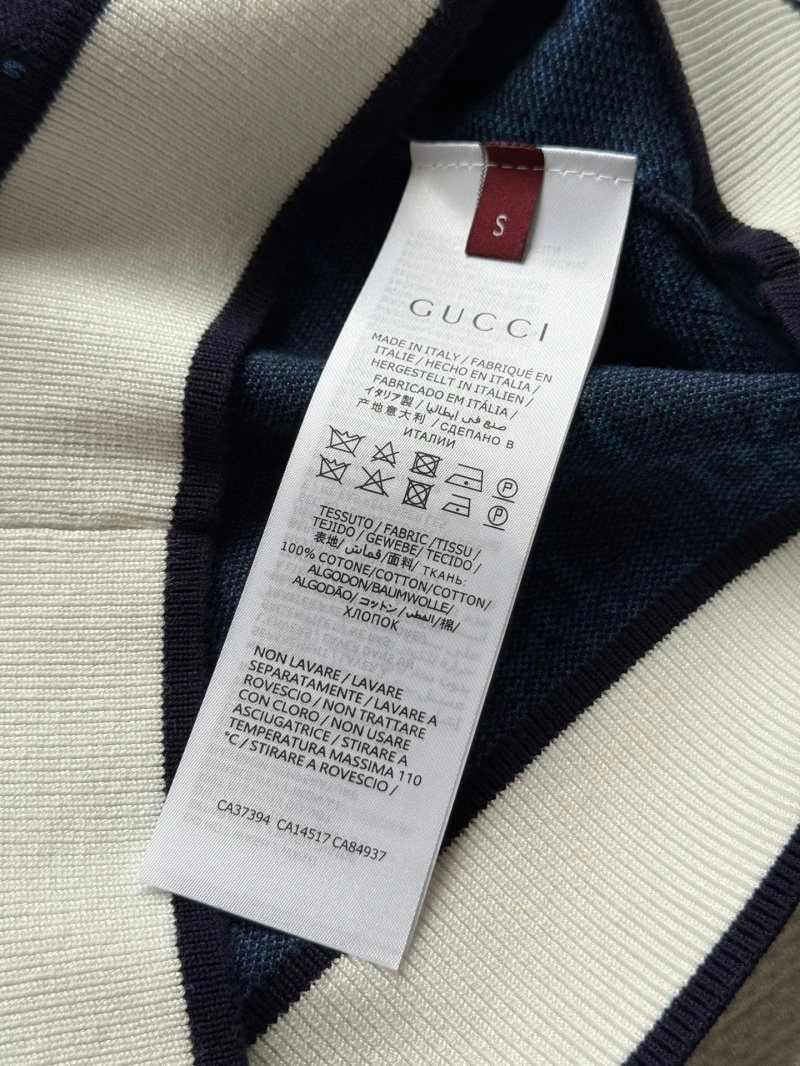 S
GUCCI
MADE IN ITALY / FABRIQUÉ EN
ITALIE / HECHO EN ITALIA /
HERGESTELLT IN ITALIEN /
FABRICADO EM ITÁLIA /
イタリア製 / صنع في إيطاليا /
产地意大利 / СДЕЛАНО В
ИТАЛИИ
P
P
TESSUTO / FABRIC / TISSU /
TEJIDO / GEWEBE / TECIDO /
表地/ قماش /面料/ ТКАНЬ:
100% COTONE/COTTON/COTTON/
ALGODON/BAUMWOLLE/
ALGODÃO/コットン/القطن/棉/
ХЛОПОК
NON LAVARE / LAVARE
SEPARATAMENTE / LAVARE A
ROVESCIO / NON TRATTARE
CON CLORO / NON USARE
ASCIUGATRICE / STIRARE A
TEMPERATURA MASSIMA 110
°C / STIRARE A ROVESCIO /
CA37394 CA14517 CA84937